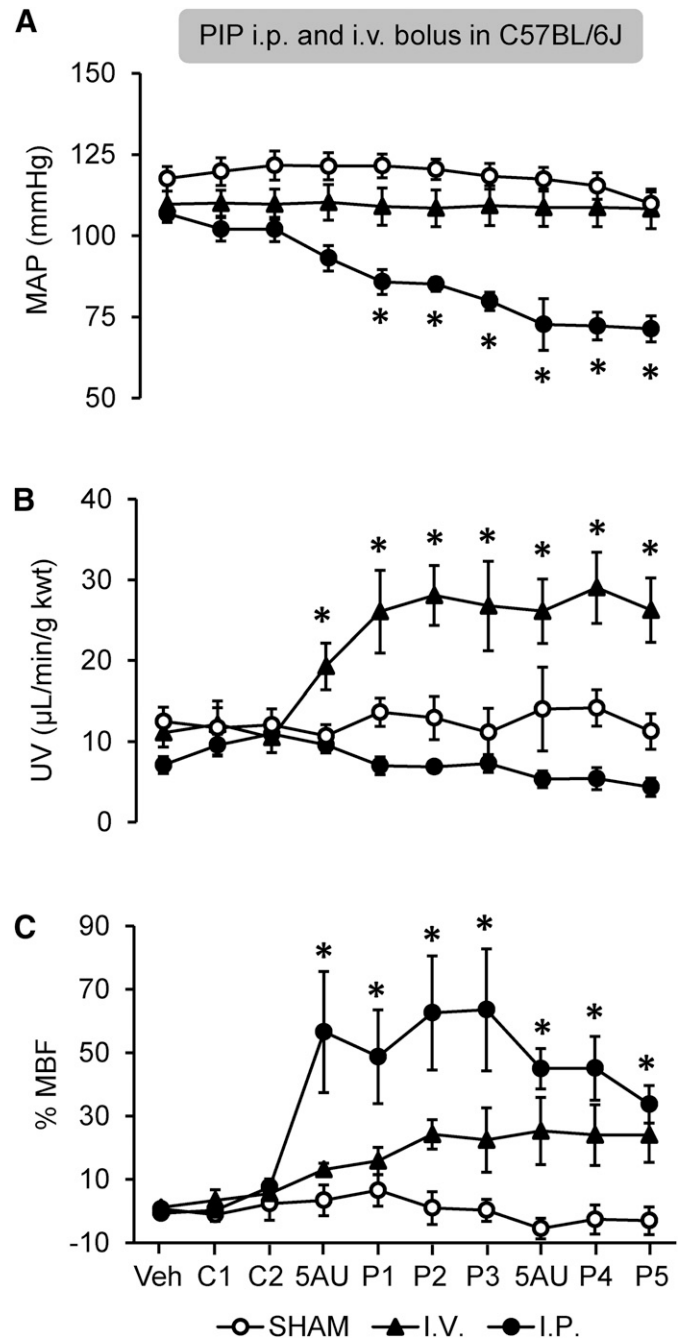 A
PIP i.p. and i.v. bolus in C57BL/6J
MAP (mmHg)
150
125
100
75
50
* * * * * *
B
UV (µL/min/g kwt)
40
30
20
10
0
* * * * * * *
C
% MBF
90
70
50
30
10
-10
* * * * * * *
Veh C1 C2 5AU P1 P2 P3 5AU P4 P5
SHAM I.V. I.P.